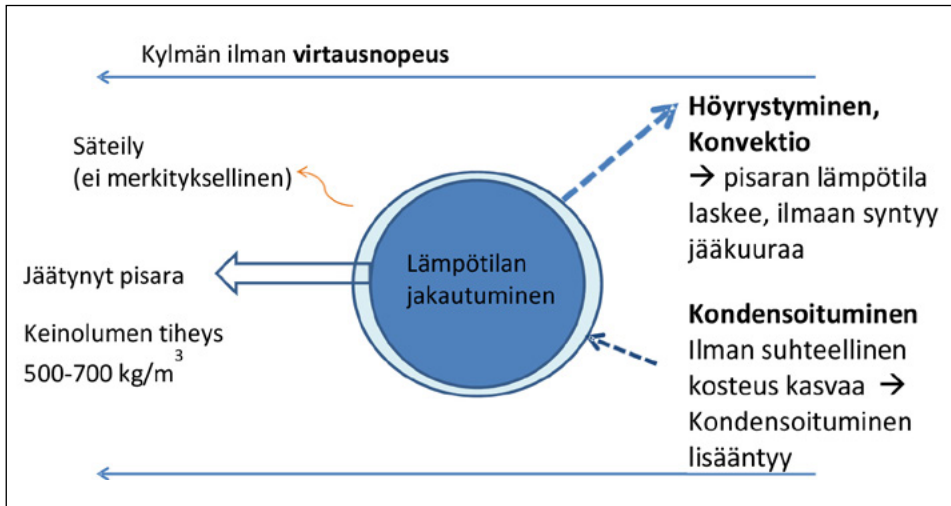 Kylmän ilman virtausnopeus
Säteily
(ei merkityksellinen)
Jäätynyt pisara
Keinolumen tiheys
500-700 kg/m³
Lämpötilan
jakautuminen
Höyrystyminen,
Konvektio
→ pisaran lämpötila
laskee, ilmaan syntyy
jääkuuraa
Kondensoituminen
Ilman suhteellinen
kosteus kasvaa →
Kondensoituminen
lisääntyy